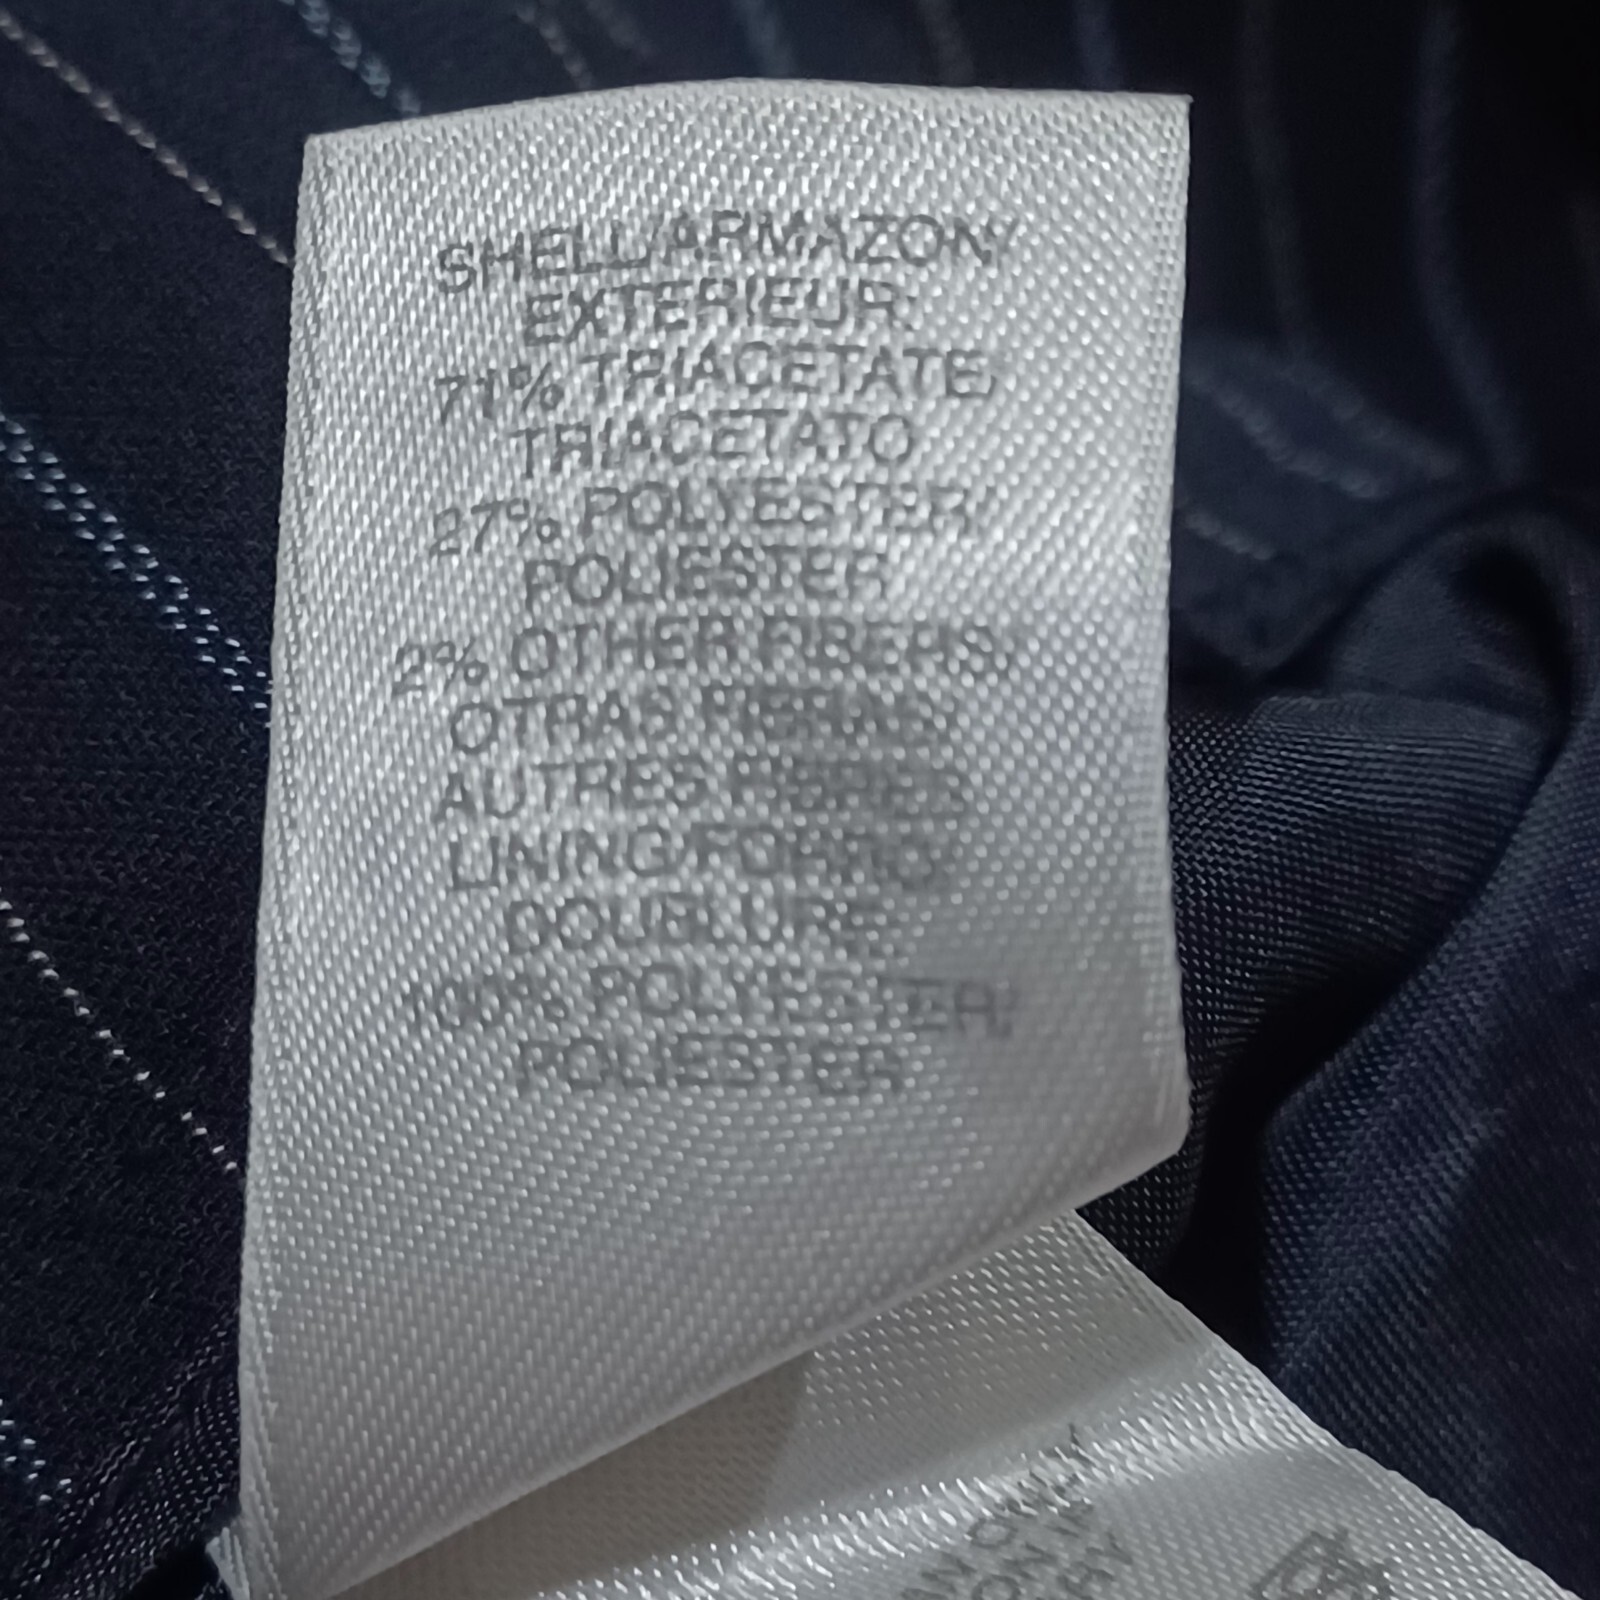 SHELL/ARMAZON/
EXTERIEUR:
71% TRIACETATE/
TRIACETATO
27% POLYESTER/
POLIESTER
2% OTHER FIBERS/
OTRAS FIBRAS/
AUTRES FIBRES
LINING/FORRO/
DOUBLURE:
100% POLYESTER/
POLIESTER
ONLY